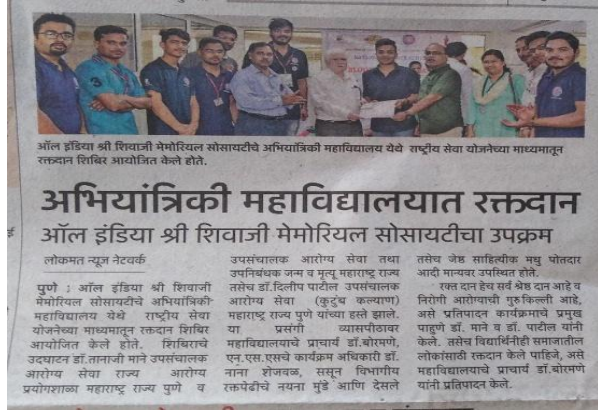 ऑल इंडिया श्री शिवाजी मेमोरियल सोसायटीचे अभियांत्रिकी महाविद्यालय येथे राष्ट्रीय सेवा योजनेच्या माध्यमातून
रक्तदान शिबिर आयोजित केले होते.
अभियांत्रिकी महाविद्यालयात रक्तदान
ऑल इंडिया श्री शिवाजी मेमोरियल सोसायटीचा उपक्रम
लोकमत न्यूज नेटवर्क
पुणे : ऑल इंडिया श्री शिवाजी
मेमोरियल सोसायटीचे अभियांत्रिकी
महाविद्यालय येथे राष्ट्रीय सेवा
योजनेच्या माध्यमातून रक्तदान शिबिर
आयोजित केले होते. शिबिराचे
उदघाटन डॉ.तानाजी माने उपसंचालक
आरोग्य सेवा राज्य आरोग्य
प्रयोगशाळा महाराष्ट्र राज्य पुणे व
उपसंचालक आरोग्य सेवा तथा
उपनिबंधक जन्म व मृत्यू महाराष्ट्र राज्य
तसेच डॉ.दिलीप पाटील उपसंचालक
आरोग्य सेवा (कुटुंब कल्याण)
महाराष्ट्र राज्य पुणे यांच्या हस्ते झाले.
या प्रसंगी व्यासपीठावर
महाविद्यालयाचे प्राचार्य डॉ.बोरमणे,
एन.एस.एसचे कार्यक्रम अधिकारी डॉ.
नाना शेजवळ, ससून विभागीय
रक्तपेढीचे नयना मुंडे आणि देसले
तसेच जेष्ठ साहित्यीक मधु पोतदार
आदी मान्यवर उपस्थित होते.
रक्त दान हेच सर्व श्रेष्ठ दान आहे व
निरोगी आरोग्याची गुरुकिल्ली आहे,
असे प्रतिपादन कार्यक्रमाचे प्रमुख
पाहुणे डॉ. माने व डॉ. पाटील यांनी
केले. तसेच विद्यार्थिनीही समाजातील
लोकांसाठी रक्तदान केले पाहिजे, असे
महाविद्यालयाचे प्राचार्य डॉ.बोरमणे
यांनी प्रतिपादन केले.